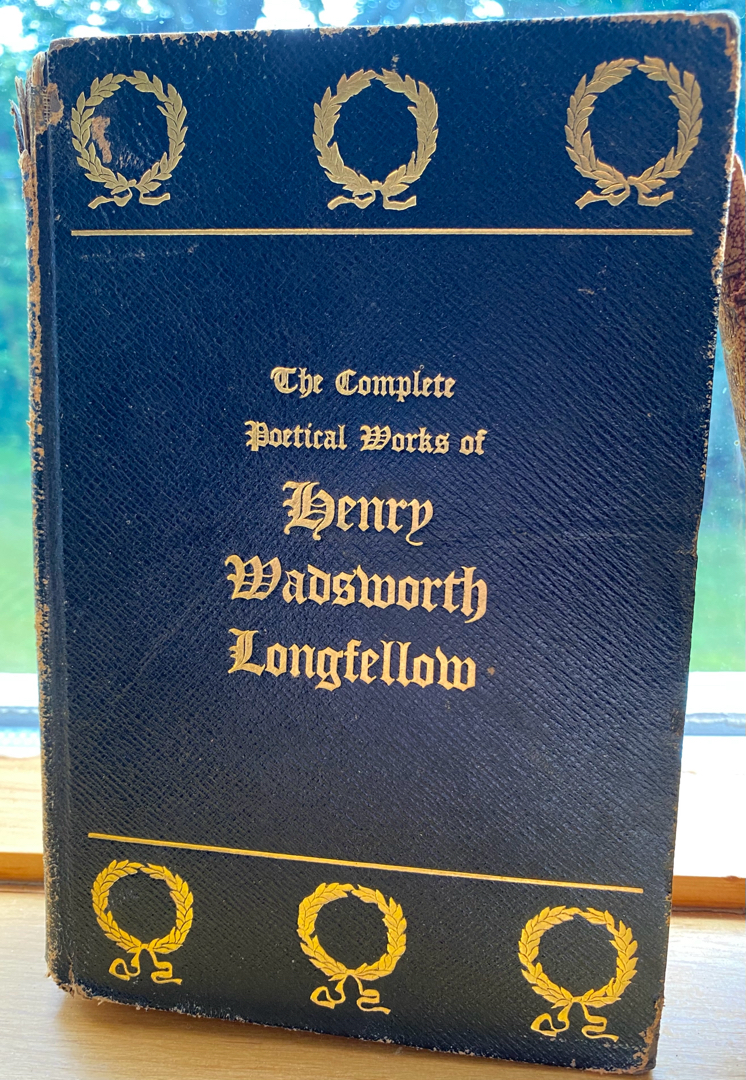 The Complete
Poetical Works of
Henry
Wadsworth
Longfellow